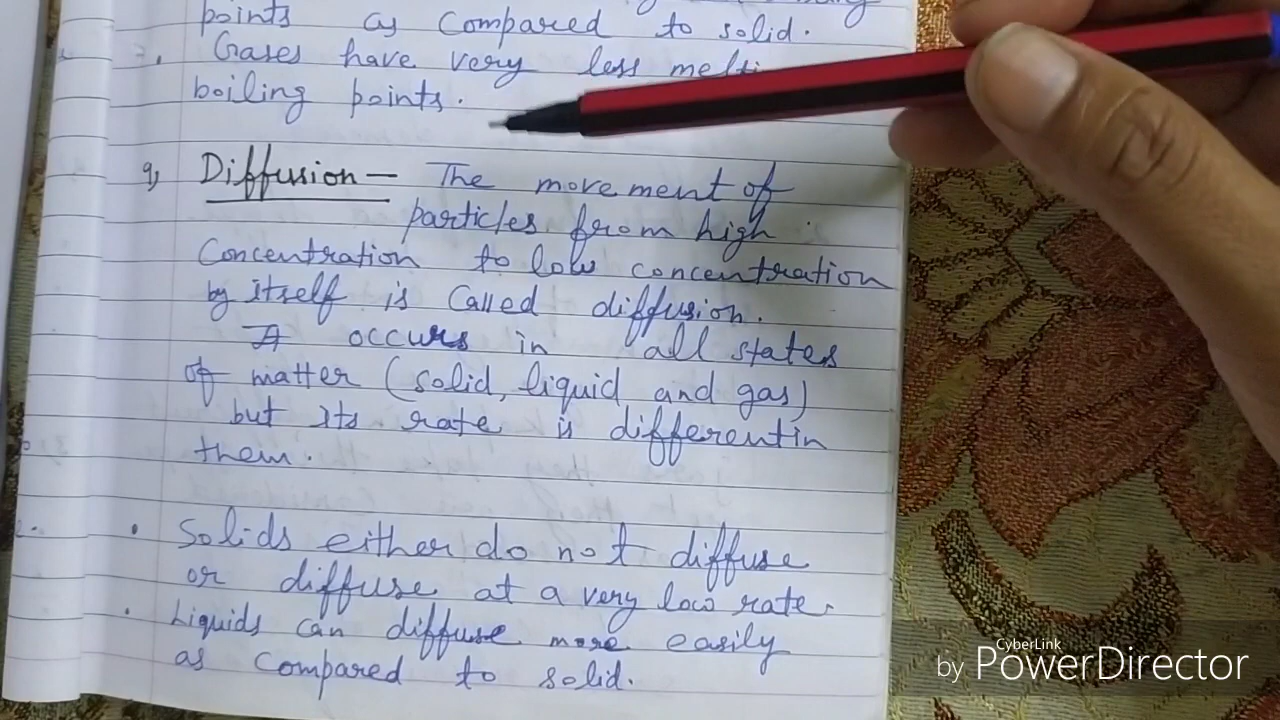 points as compared to solid.
Gases have very less melti
boiling points.
9, Diffusion— The movement of
particles from high
Concentration to low concentration
by itself is Called diffusion.
It occurs in all states
of matter (solid, liquid and gas)
but its rate is differentin
them.
• Solids either do not diffuse
or diffuse at a very low rate.
• Liquids can diffuse more easily
as compared to solid.
CyberLink
by PowerDirector